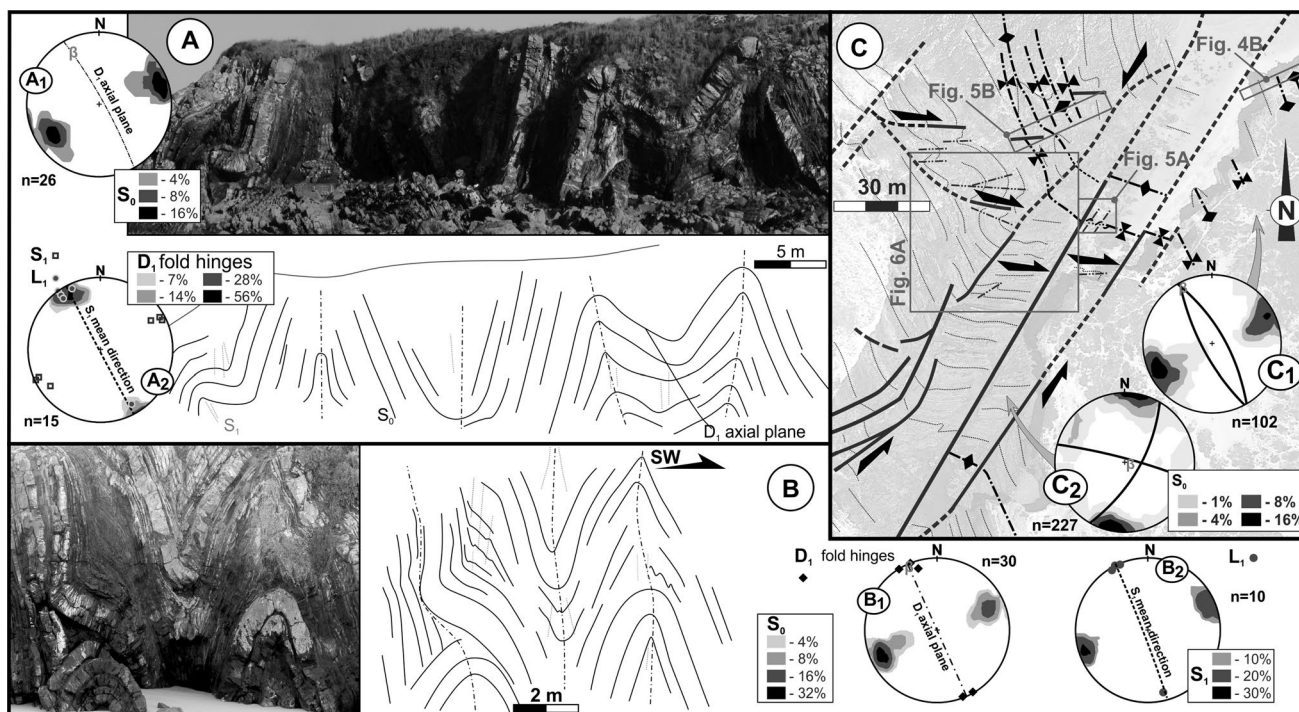 N
A
β
A₁
D₁ axial plane
n=26
S₀
- 4%
- 8%
- 16%
S₁
L₁
N
D₁ fold hinges
- 7%
- 28%
- 14%
- 56%
S₁ mean direction
A₂
n=15
5 m
S₁
S₀
D₁ axial plane
SW
B
2 m
C
Fig. 4B
Fig. 5B
Fig. 5A
30 m
Fig. 6A
N
N
C₁
n=102
N
β
C₂
n=227
S₀
- 1%
- 8%
- 4%
- 16%
D₁ fold hinges
N
n=30
β
B₁
D₁ axial plane
S₀
- 4%
- 8%
- 16%
- 32%
N
L₁
B₂
n=10
S₁ mean direction
S₁
- 10%
- 20%
- 30%